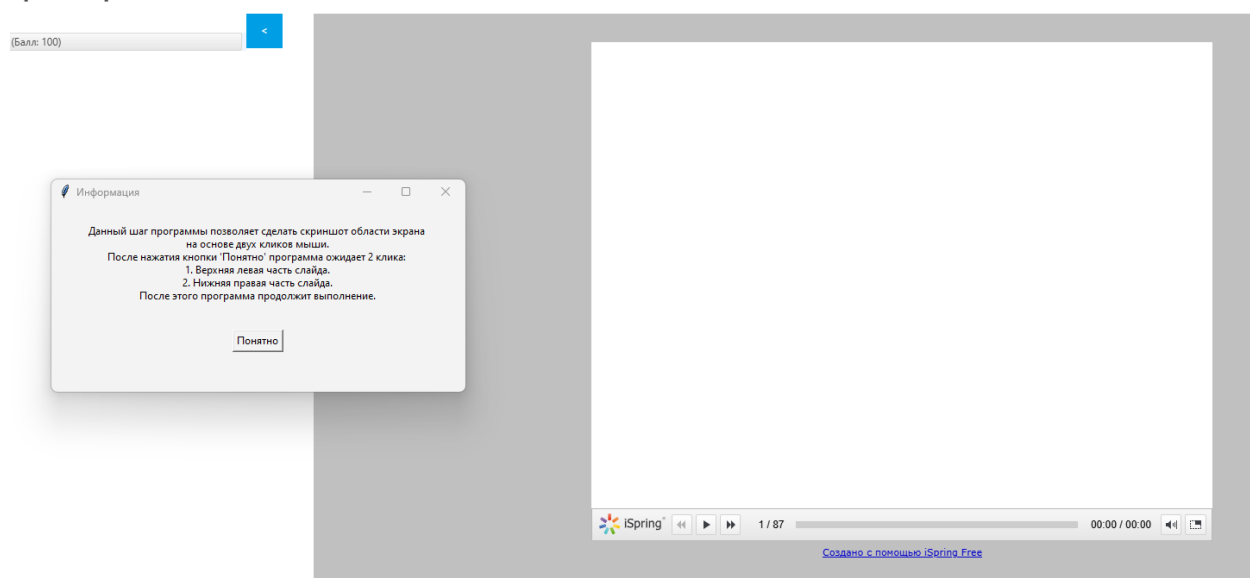 <
(Балл: 100)
Информация
Данный шаг программы позволяет сделать скриншот области экрана
на основе двух кликов мыши.
После нажатия кнопки 'Понятно' программа ожидает 2 клика:
1. Верхняя левая часть слайда.
2. Нижняя правая часть слайда.
После этого программа продолжит выполнение.
Понятно
iSpring
1 / 87
00:00 / 00:00
Создано с помощью iSpring Free